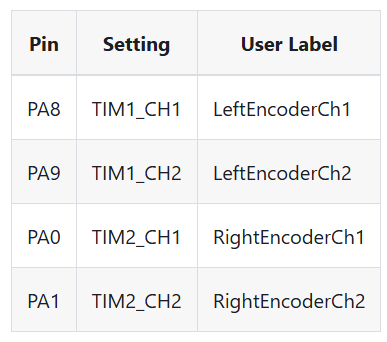 Pin Setting User Label
PA8 TIM1_CH1 LeftEncoderCh1
PA9 TIM1_CH2 LeftEncoderCh2
PA0 TIM2_CH1 RightEncoderCh1
PA1 TIM2_CH2 RightEncoderCh2